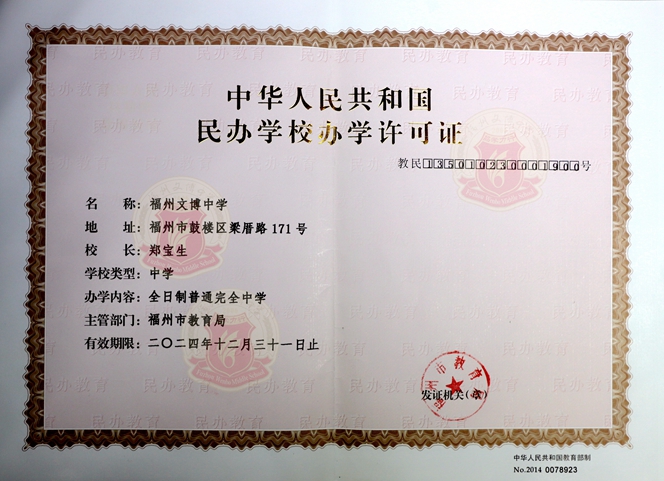 中华人民共和国
民办学校办学许可证
教民135010230001900号
名 称：福州文博中学
地 址：福州市鼓楼区梁厝路171号
校 长：郑宝生
学校类型：中学
办学内容：全日制普通完全中学
主管部门：福州市教育局
有效期限：二〇二四年十二月三十一日止
福州市教育局
发证机关（章）
中华人民共和国教育部制
No.2014 0078923